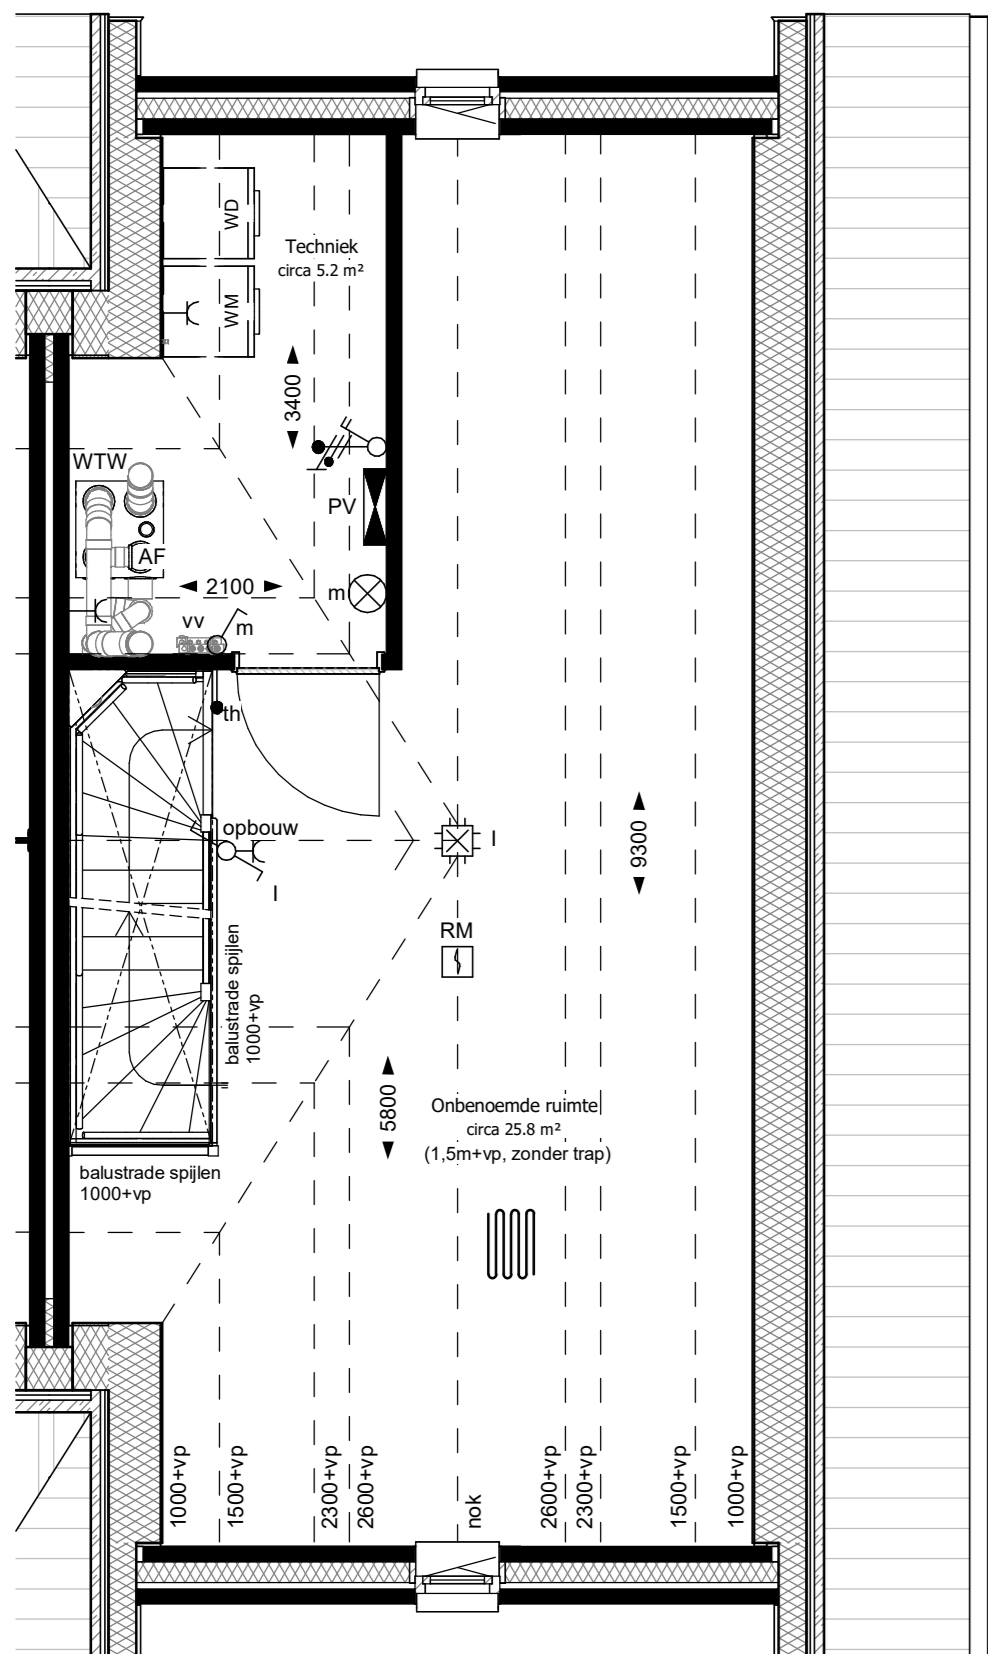 WD
Techniek
circa 5.2 m²
WM
3400
WTW
PV
AF
2100
m
vv
m
th
opbouw
l
l
9300
RM
balustrade spijlen
1000+vp
5800
Onbenoemde ruimte
circa 25.8 m²
(1,5m+vp, zonder trap)
balustrade spijlen
1000+vp
1000+vp
1500+vp
2300+vp
2600+vp
nok
2600+vp
2300+vp
1500+vp
1000+vp